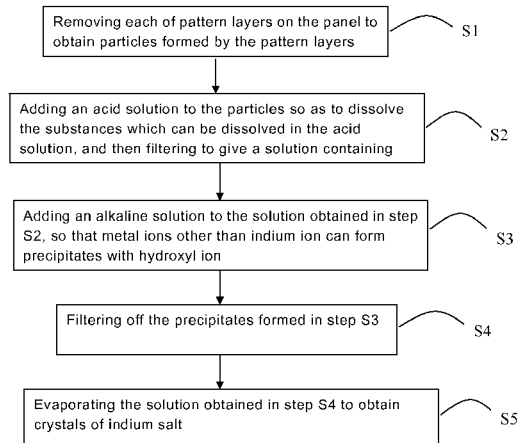 Removing each of pattern layers on the panel to
obtain particles formed by the pattern layers
S1
Adding an acid solution to the particles so as to dissolve
the substances which can be dissolved in the acid
solution, and then filtering to give a solution containing
S2
Adding an alkaline solution to the solution obtained in step
S2, so that metal ions other than indium ion can form
precipitates with hydroxyl ion
S3
Filtering off the precipitates formed in step S3
S4
Evaporating the solution obtained in step S4 to obtain
crystals of indium salt
S5